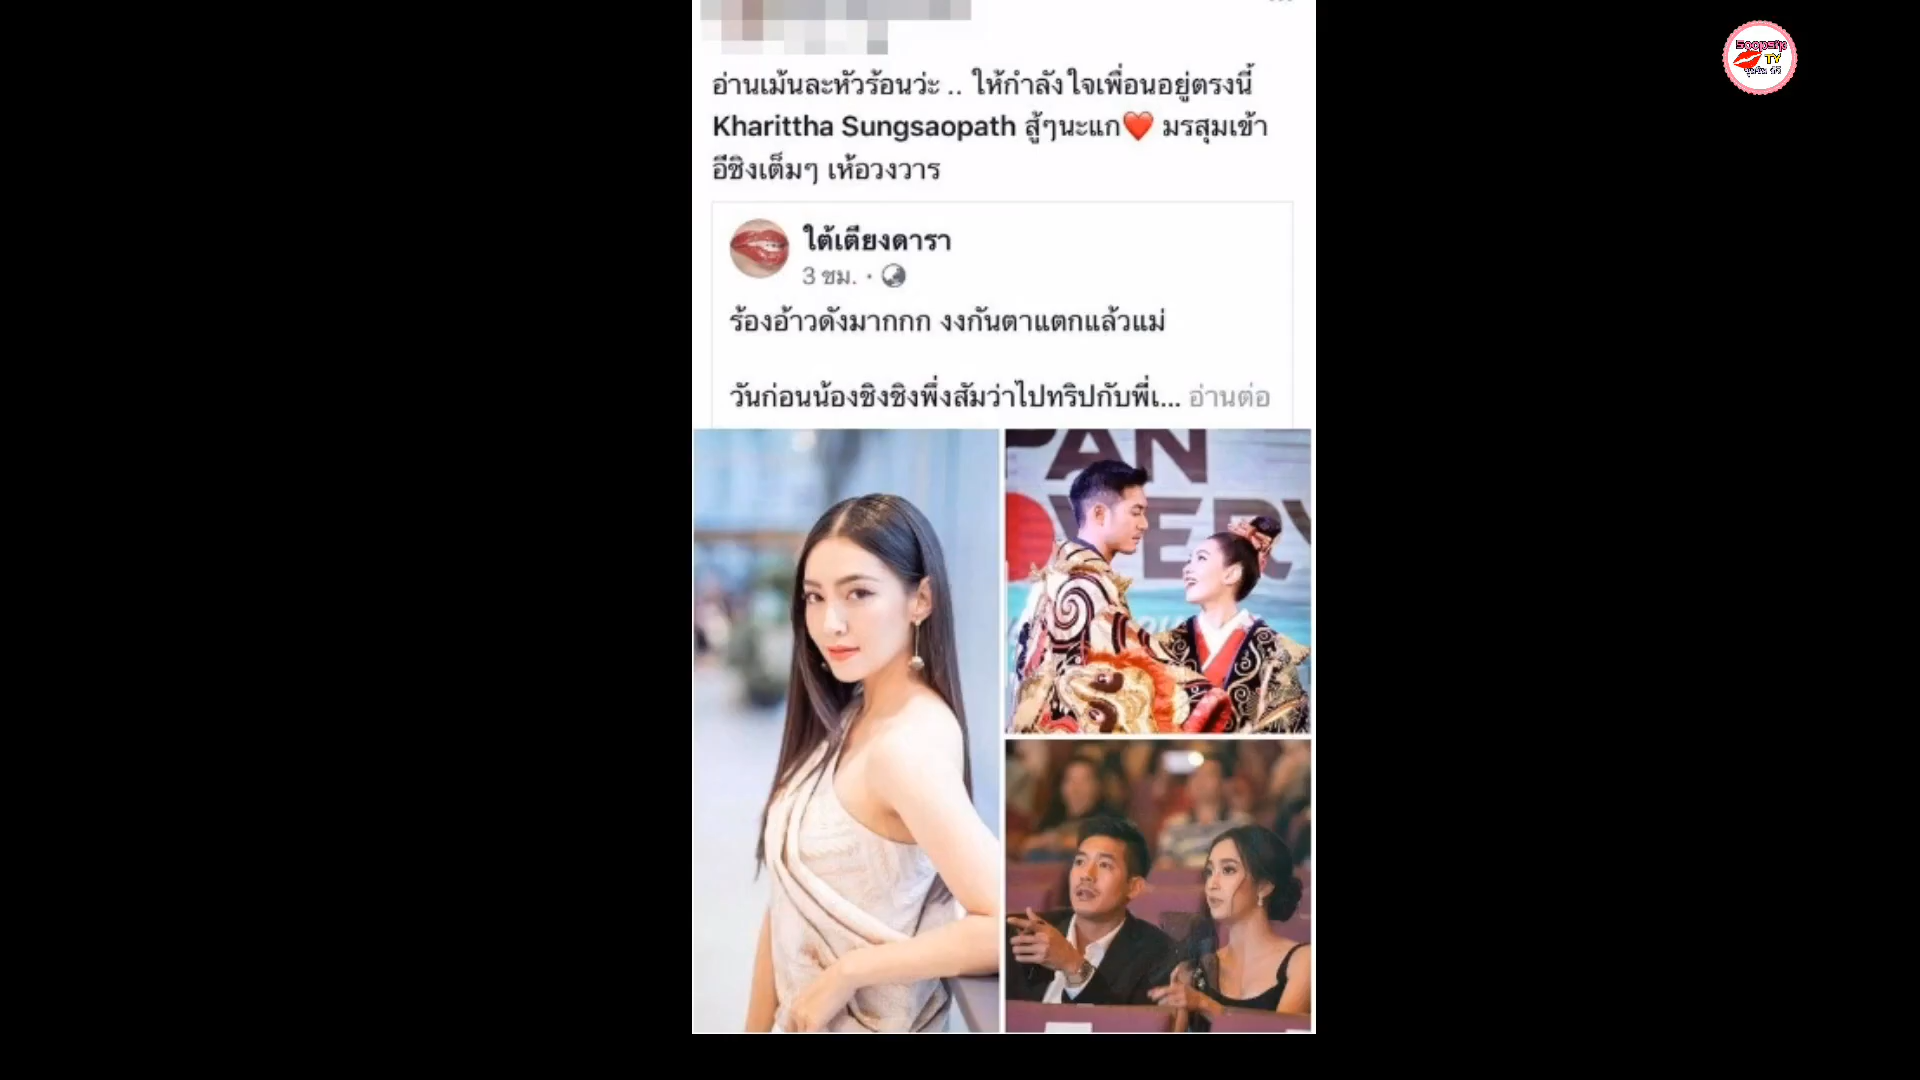 อ่านเม้นละหัวร้อนว่ะ .. ให้กำลังใจเพื่อนอยู่ตรงนี้
Kharittha Sungsaopath สู้ๆนะแก❤️ มรสุมเข้า
อีชิงเต็มๆ เห้อวงวาร
ใต้เตียงดารา
3 ชม. ·
ร้องอ้าวดังมากกก งงกันตาแตกแล้วแม่
วันก่อนน้องชิงชิงพึ่งสัมว่าไปทริปกับพี่เ... อ่านต่อ
PAN
OVERY
TV